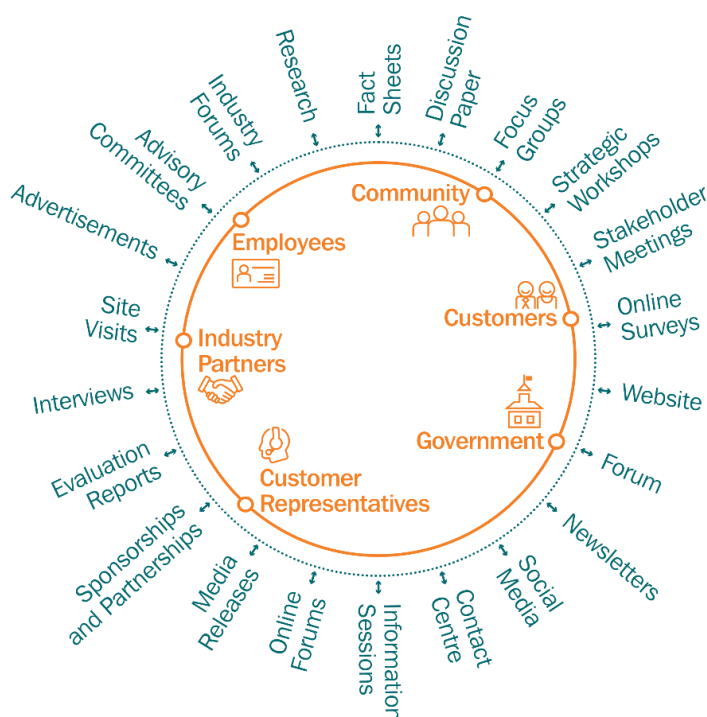 Fact
Sheets
Discussion
Paper
Focus
Groups
Strategic
Workshops
Stakeholder
Meetings
Online
Surveys
Website
Forum
Newsletters
Social
Media
Contact
Centre
Information
Sessions
Online
Forums
Media
Releases
Sponsorships
and Partnerships
Evaluation
Reports
Interviews
Site
Visits
Advertisements
Advisory
Committees
Industry
Forums
Research
Community
Customers
Government
Customer
Representatives
Industry
Partners
Employees